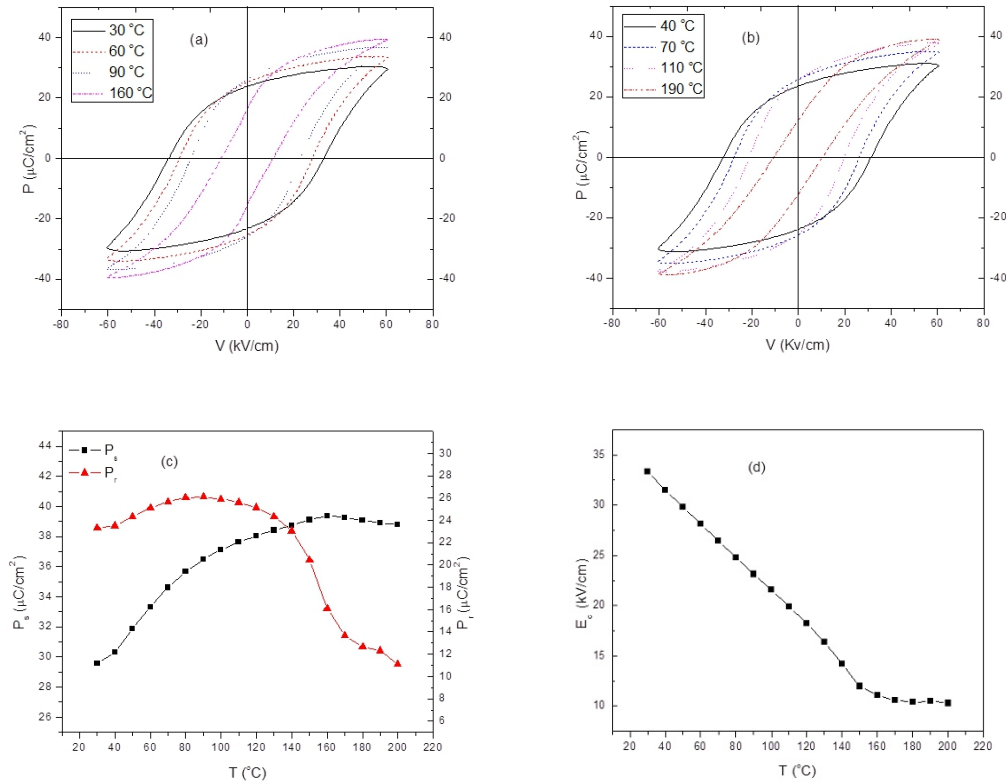 (a)
30 °C
60 °C
90 °C
160 °C
P (μC/cm²)
40
20
0
-20
-40
40
20
0
-20
-40
-80 -60 -40 -20 0 20 40 60 80
V (kV/cm)
(b)
40 °C
70 °C
110 °C
190 °C
P (μC/cm²)
40
20
0
-20
-40
40
20
0
-20
-40
-80 -60 -40 -20 0 20 40 60 80
V (Kv/cm)
(c)
Pₛ
Pᵣ
Pₛ (μC/cm²)
44
42
40
38
36
34
32
30
28
26
30
28
26
24
22
20
18
16
14
12
10
8
6
Pᵣ (μC/cm²)
20 40 60 80 100 120 140 160 180 200 220
T (°C)
(d)
E꜀ (kV/cm)
35
30
25
20
15
10
20 40 60 80 100 120 140 160 180 200 220
T (°C)